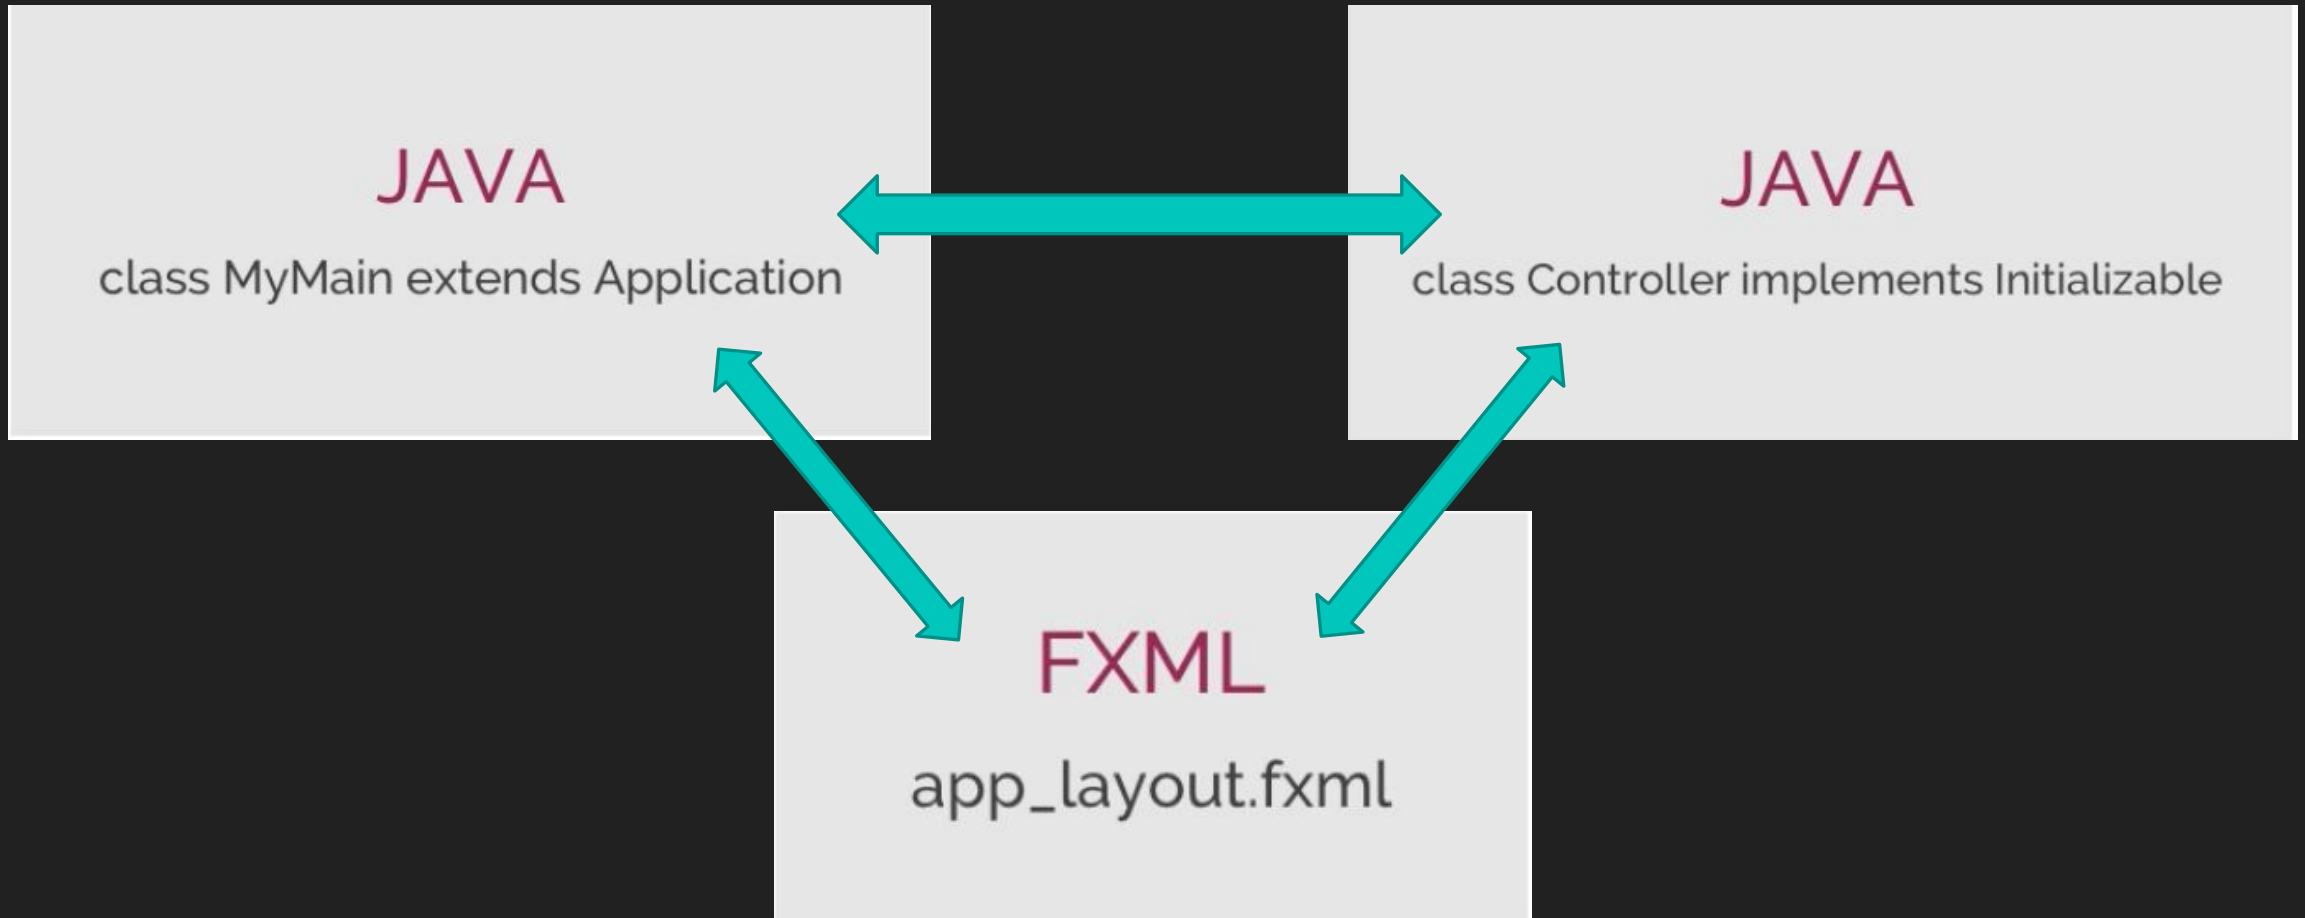 JAVA
class MyMain extends Application
JAVA
class Controller implements Initializable
FXML
app_layout.fxml